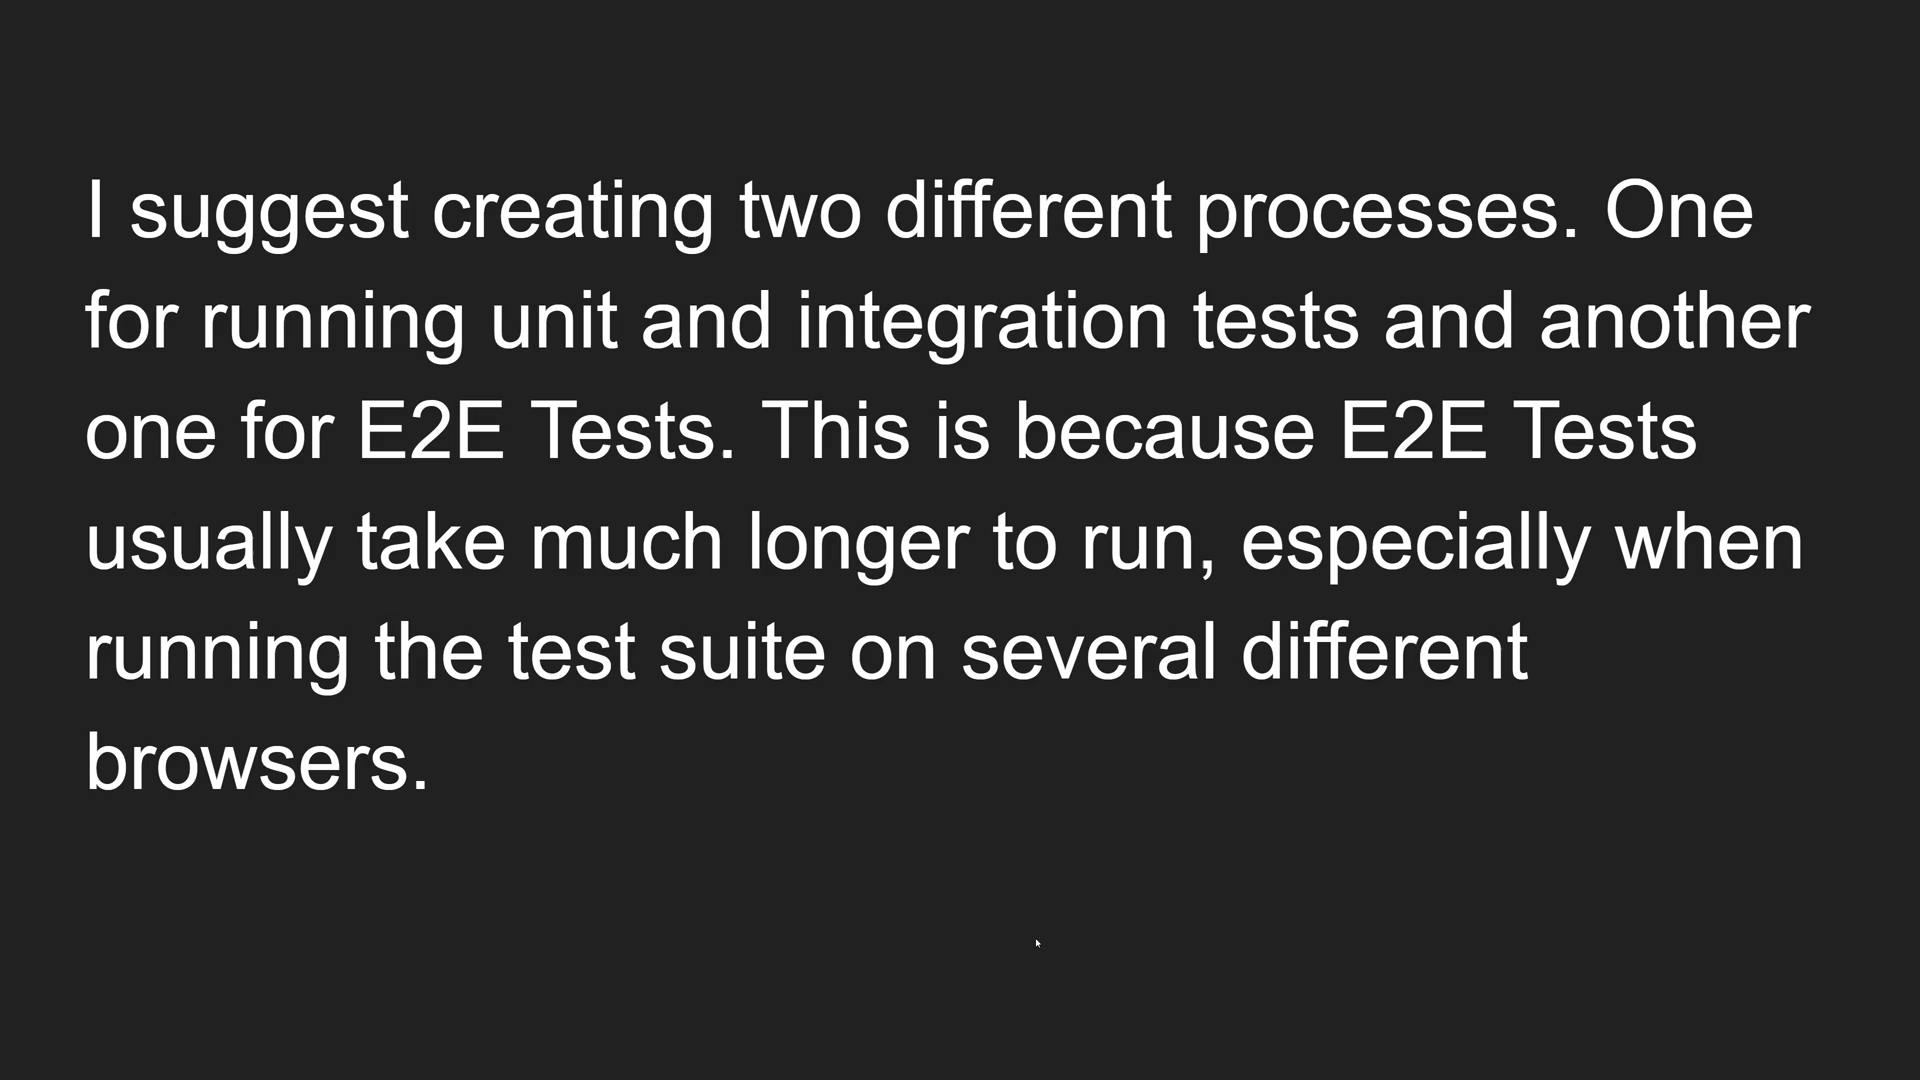 I suggest creating two different processes. One
for running unit and integration tests and another
one for E2E Tests. This is because E2E Tests
usually take much longer to run, especially when
running the test suite on several different
browsers.